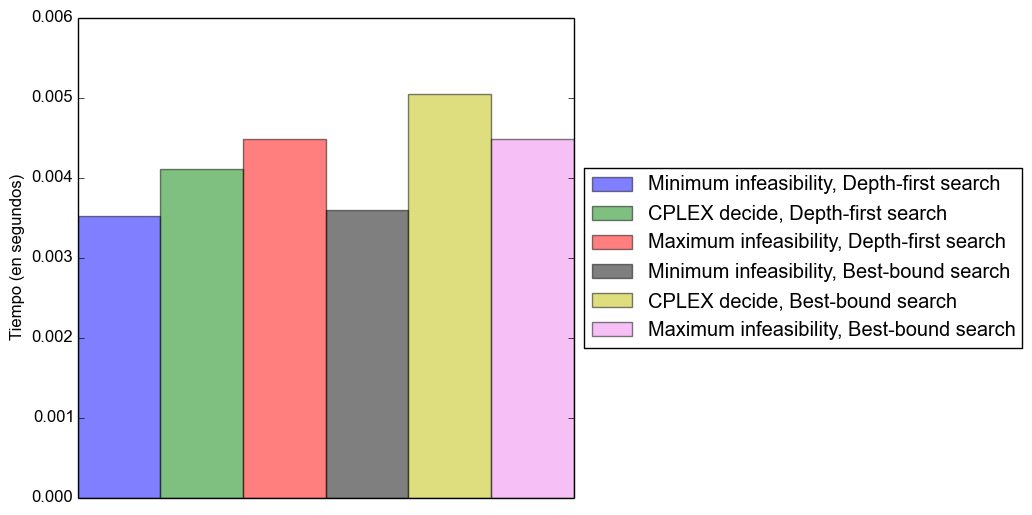 0.006
0.005
0.004
0.003
0.002
0.001
0.000
Tiempo (en segundos)
Minimum infeasibility, Depth-first search
CPLEX decide, Depth-first search
Maximum infeasibility, Depth-first search
Minimum infeasibility, Best-bound search
CPLEX decide, Best-bound search
Maximum infeasibility, Best-bound search